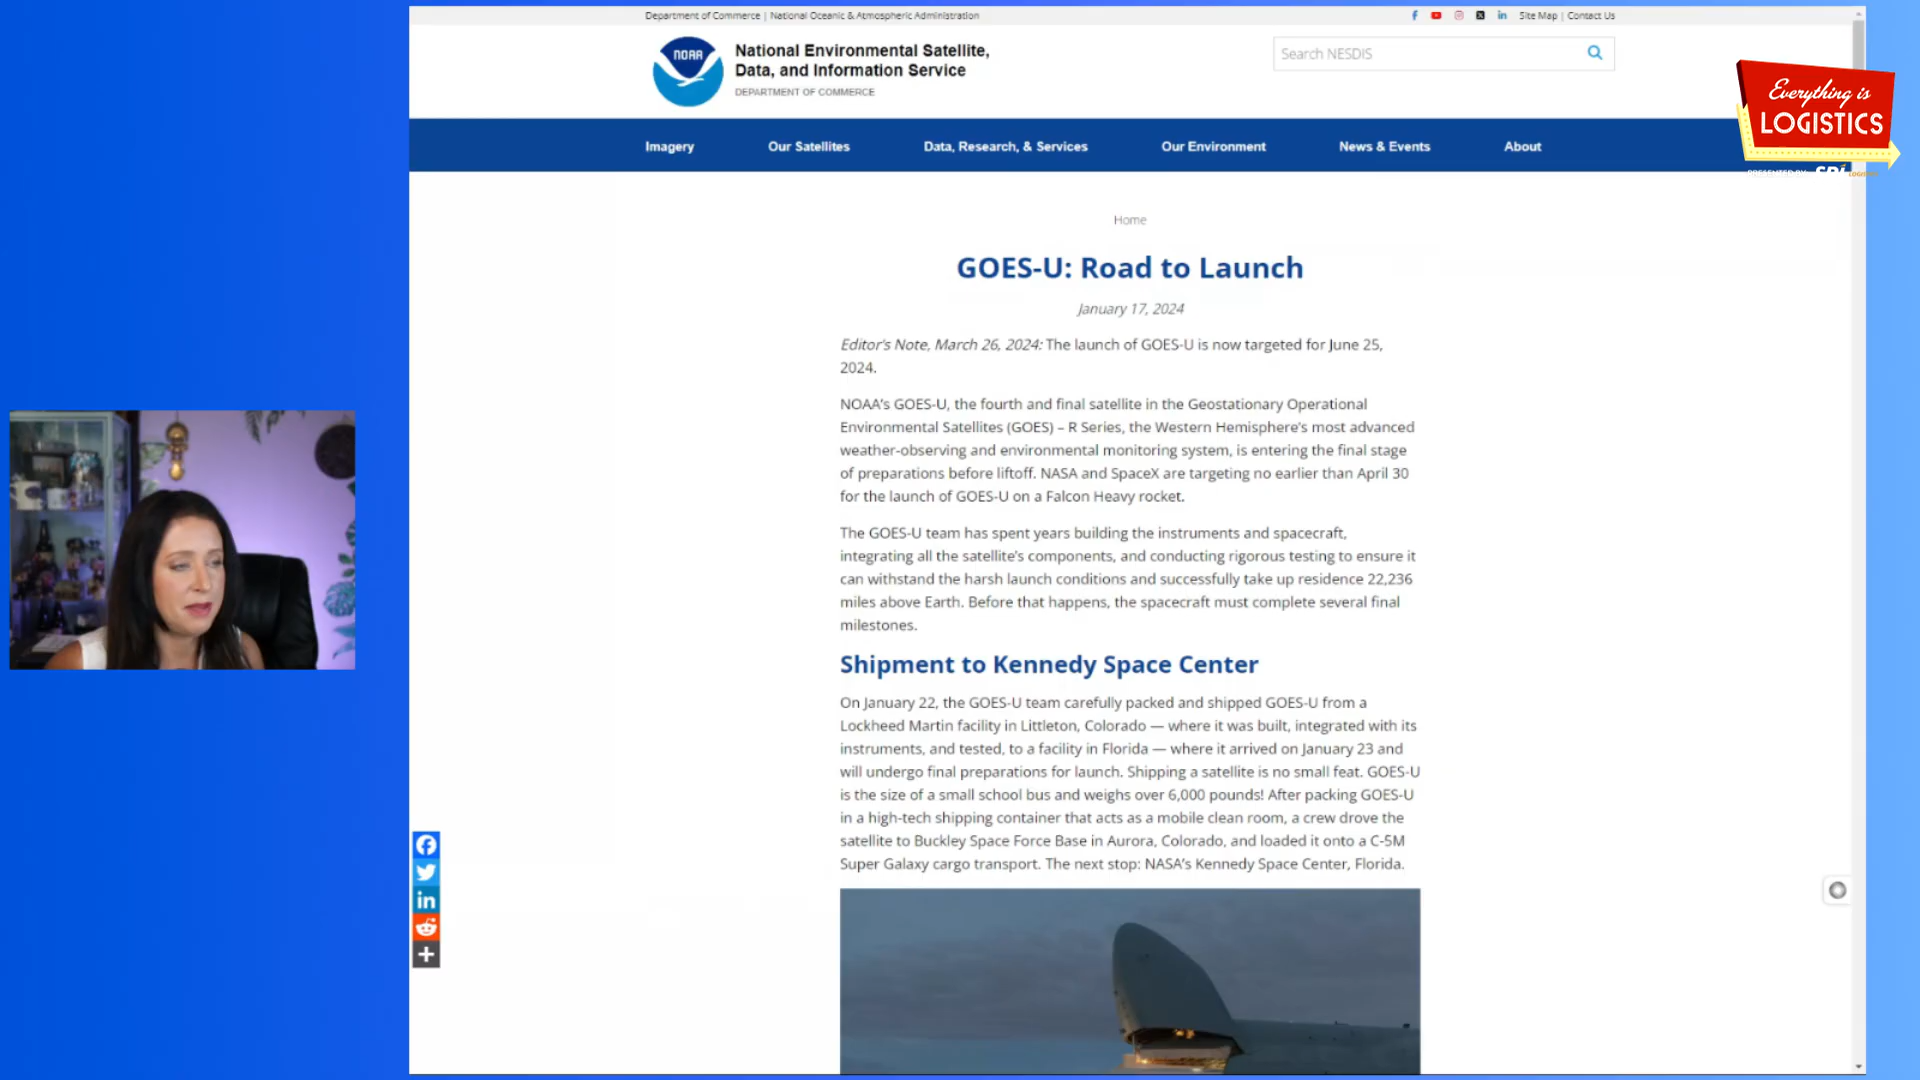 Department of Commerce | National Oceanic & Atmospheric Administration
Site Map | Contact Us
NOAA
National Environmental Satellite,
Data, and Information Service
DEPARTMENT OF COMMERCE
Search NESDIS
Everything is
LOGISTICS
PRESENTED BY SPI LOGISTICS
Imagery
Our Satellites
Data, Research, & Services
Our Environment
News & Events
About
Home
GOES-U: Road to Launch
January 17, 2024
Editor's Note, March 26, 2024: The launch of GOES-U is now targeted for June 25,
2024.
NOAA's GOES-U, the fourth and final satellite in the Geostationary Operational
Environmental Satellites (GOES) – R Series, the Western Hemisphere's most advanced
weather-observing and environmental monitoring system, is entering the final stage
of preparations before liftoff. NASA and SpaceX are targeting no earlier than April 30
for the launch of GOES-U on a Falcon Heavy rocket.
The GOES-U team has spent years building the instruments and spacecraft,
integrating all the satellite's components, and conducting rigorous testing to ensure it
can withstand the harsh launch conditions and successfully take up residence 22,236
miles above Earth. Before that happens, the spacecraft must complete several final
milestones.
Shipment to Kennedy Space Center
On January 22, the GOES-U team carefully packed and shipped GOES-U from a
Lockheed Martin facility in Littleton, Colorado — where it was built, integrated with its
instruments, and tested, to a facility in Florida — where it arrived on January 23 and
will undergo final preparations for launch. Shipping a satellite is no small feat. GOES-U
is the size of a small school bus and weighs over 6,000 pounds! After packing GOES-U
in a high-tech shipping container that acts as a mobile clean room, a crew drove the
satellite to Buckley Space Force Base in Aurora, Colorado, and loaded it onto a C-5M
Super Galaxy cargo transport. The next stop: NASA's Kennedy Space Center, Florida.